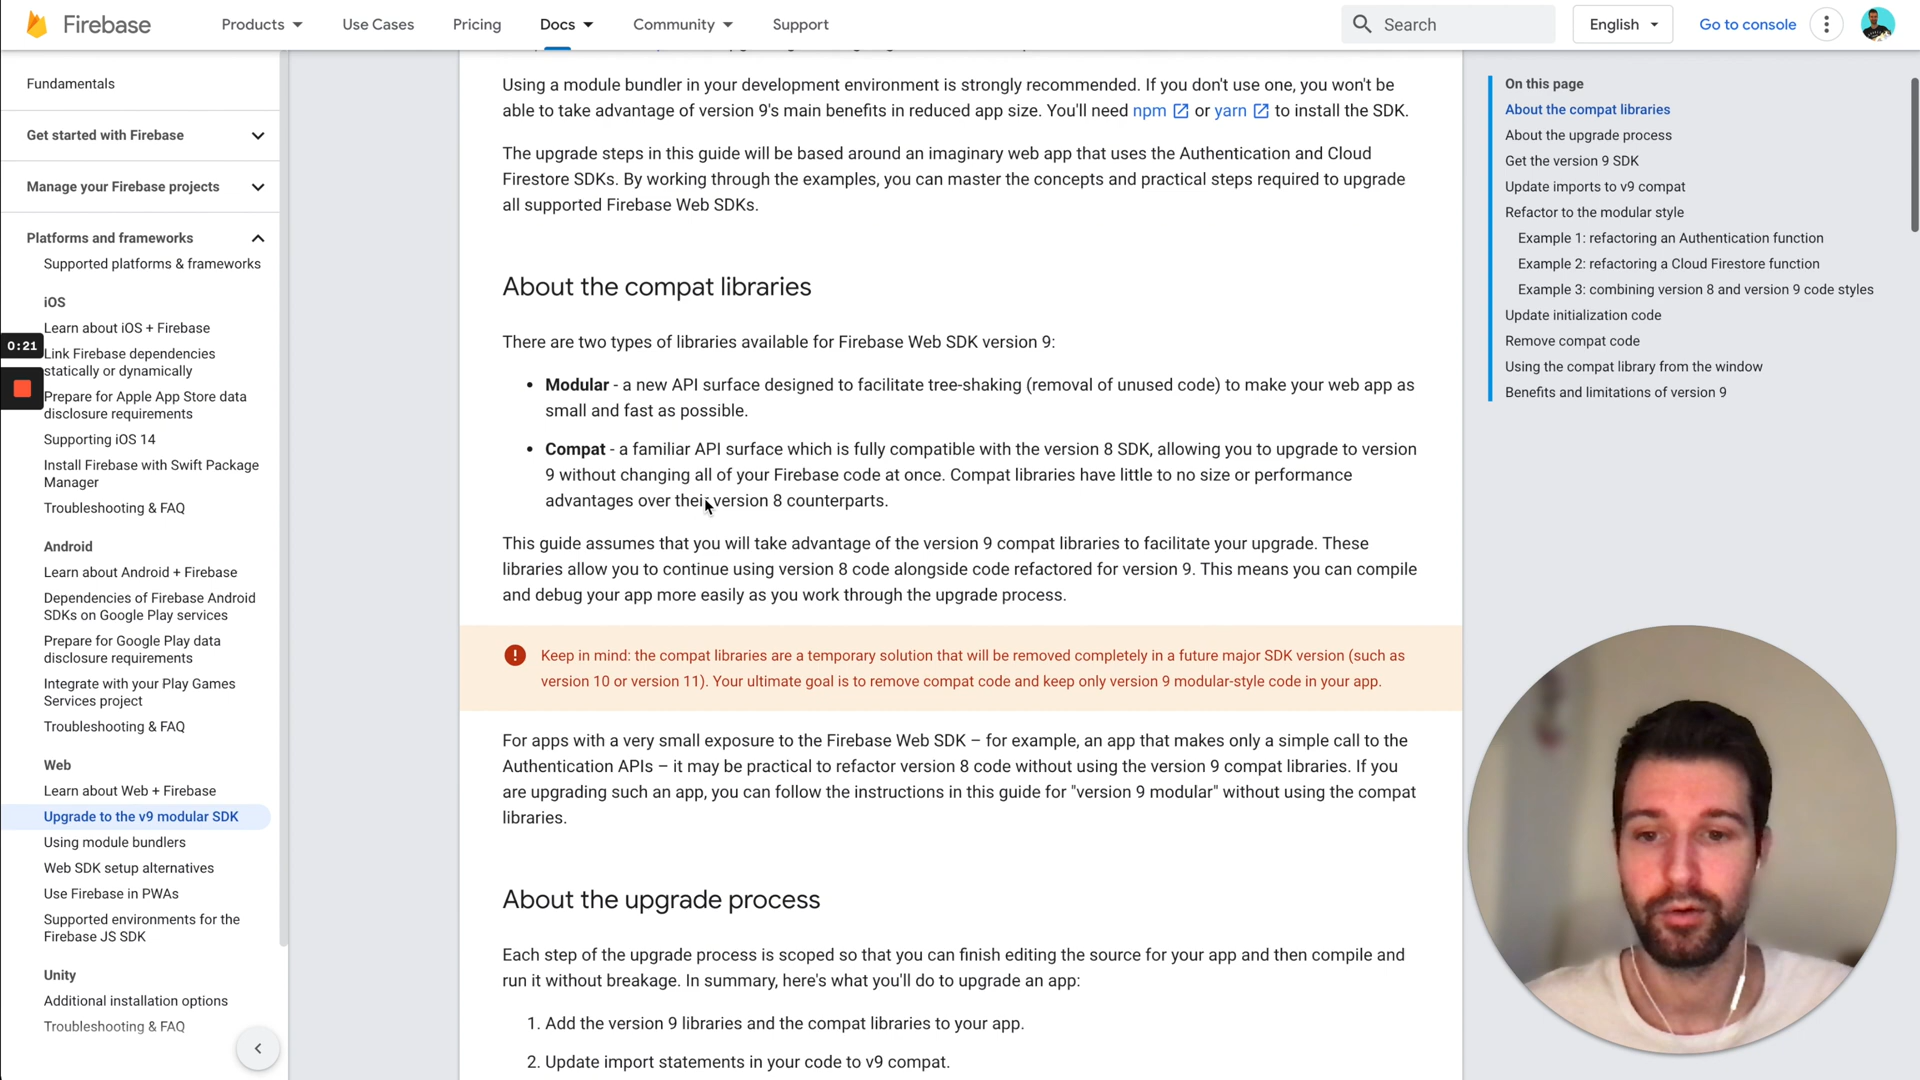 Firebase
Products
Use Cases
Pricing
Docs
Community
Support
Search
English
Go to console
Fundamentals
Get started with Firebase
Manage your Firebase projects
Platforms and frameworks
Supported platforms & frameworks
iOS
Learn about iOS + Firebase
0:21
Link Firebase dependencies
statically or dynamically
Prepare for Apple App Store data
disclosure requirements
Supporting iOS 14
Install Firebase with Swift Package
Manager
Troubleshooting & FAQ
Android
Learn about Android + Firebase
Dependencies of Firebase Android
SDKs on Google Play services
Prepare for Google Play data
disclosure requirements
Integrate with your Play Games
Services project
Troubleshooting & FAQ
Web
Learn about Web + Firebase
Upgrade to the v9 modular SDK
Using module bundlers
Web SDK setup alternatives
Use Firebase in PWAs
Supported environments for the
Firebase JS SDK
Unity
Additional installation options
Troubleshooting & FAQ
Using a module bundler in your development environment is strongly recommended. If you don't use one, you won't be
able to take advantage of version 9's main benefits in reduced app size. You'll need npm or yarn to install the SDK.
The upgrade steps in this guide will be based around an imaginary web app that uses the Authentication and Cloud
Firestore SDKs. By working through the examples, you can master the concepts and practical steps required to upgrade
all supported Firebase Web SDKs.
About the compat libraries
There are two types of libraries available for Firebase Web SDK version 9:
• Modular - a new API surface designed to facilitate tree-shaking (removal of unused code) to make your web app as
small and fast as possible.
• Compat - a familiar API surface which is fully compatible with the version 8 SDK, allowing you to upgrade to version
9 without changing all of your Firebase code at once. Compat libraries have little to no size or performance
advantages over their version 8 counterparts.
This guide assumes that you will take advantage of the version 9 compat libraries to facilitate your upgrade. These
libraries allow you to continue using version 8 code alongside code refactored for version 9. This means you can compile
and debug your app more easily as you work through the upgrade process.
Keep in mind: the compat libraries are a temporary solution that will be removed completely in a future major SDK version (such as
version 10 or version 11). Your ultimate goal is to remove compat code and keep only version 9 modular-style code in your app.
For apps with a very small exposure to the Firebase Web SDK – for example, an app that makes only a simple call to the
Authentication APIs – it may be practical to refactor version 8 code without using the version 9 compat libraries. If you
are upgrading such an app, you can follow the instructions in this guide for "version 9 modular" without using the compat
libraries.
About the upgrade process
Each step of the upgrade process is scoped so that you can finish editing the source for your app and then compile and
run it without breakage. In summary, here's what you'll do to upgrade an app:
1. Add the version 9 libraries and the compat libraries to your app.
2. Update import statements in your code to v9 compat.
On this page
About the compat libraries
About the upgrade process
Get the version 9 SDK
Update imports to v9 compat
Refactor to the modular style
Example 1: refactoring an Authentication function
Example 2: refactoring a Cloud Firestore function
Example 3: combining version 8 and version 9 code styles
Update initialization code
Remove compat code
Using the compat library from the window
Benefits and limitations of version 9